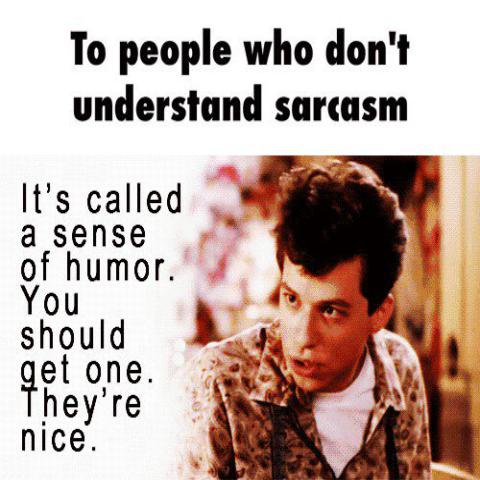 To people who don't
understand sarcasm
It's called
a sense
of humor.
You
should
get one.
They're
nice.